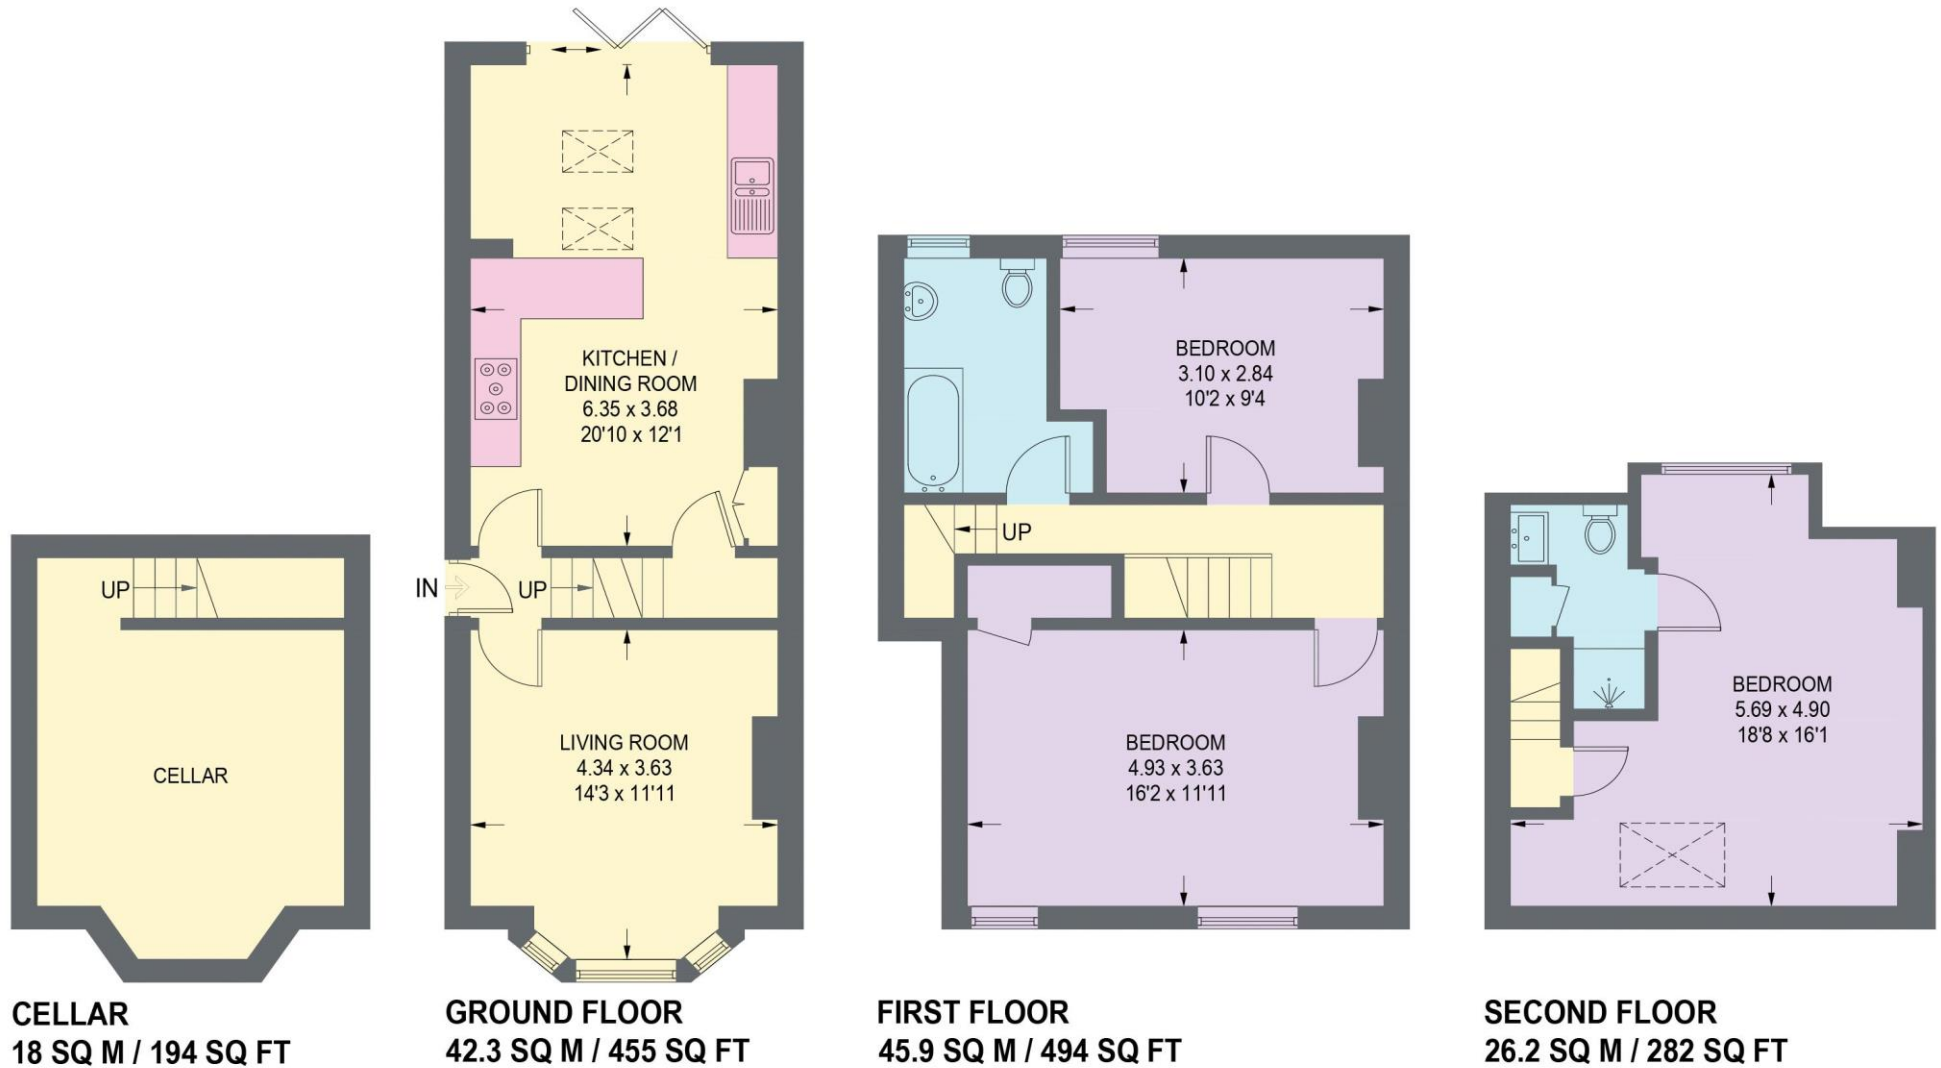 UP
CELLAR
CELLAR
18 SQ M / 194 SQ FT
KITCHEN /
DINING ROOM
6.35 x 3.68
20'10 x 12'1
IN
UP
LIVING ROOM
4.34 x 3.63
14'3 x 11'11
GROUND FLOOR
42.3 SQ M / 455 SQ FT
BEDROOM
3.10 x 2.84
10'2 x 9'4
UP
BEDROOM
4.93 x 3.63
16'2 x 11'11
FIRST FLOOR
45.9 SQ M / 494 SQ FT
BEDROOM
5.69 x 4.90
18'8 x 16'1
SECOND FLOOR
26.2 SQ M / 282 SQ FT